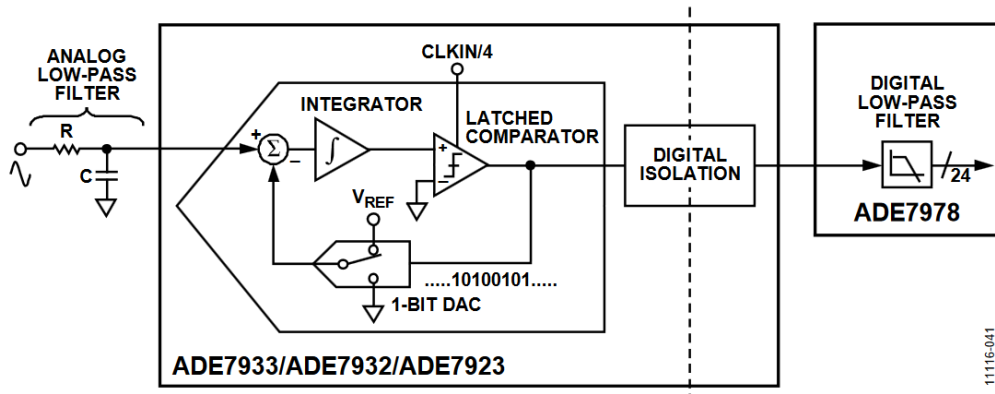 ANALOG
LOW-PASS
FILTER
R
C
+
Σ
−
INTEGRATOR
∫
CLKIN/4
LATCHED
COMPARATOR
+
−
VREF
1-BIT DAC
.....10100101.....
DIGITAL
ISOLATION
ADE7933/ADE7932/ADE7923
DIGITAL
LOW-PASS
FILTER
24
ADE7978
11116-041